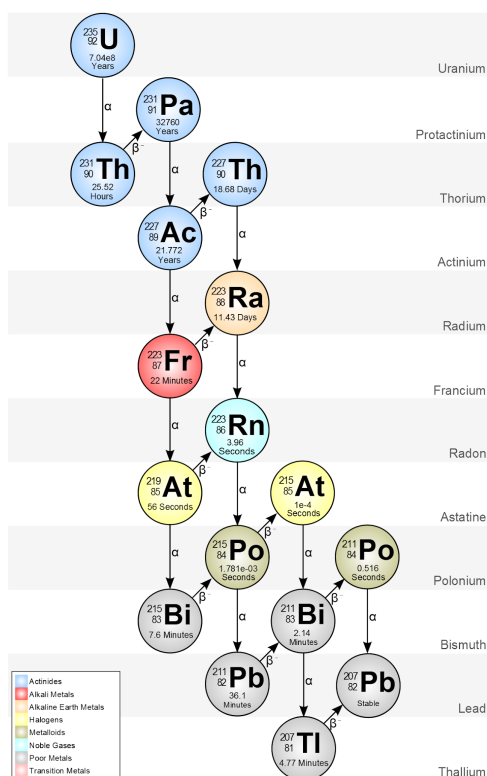 235
92 U
7.04e8
Years
Uranium
α
231
91 Pa
32760
Years
Protactinium
β⁻
α
231
90 Th
25.52
Hours
227
90 Th
18.68 Days
Thorium
β⁻
α
227
89 Ac
21.772
Years
Actinium
α
223
88 Ra
11.43 Days
Radium
β⁻
α
223
87 Fr
22 Minutes
Francium
α
223
86 Rn
3.96
Seconds
Radon
β⁻
α
219
85 At
56 Seconds
215
85 At
1e-4
Seconds
Astatine
β⁻
α
α
215
84 Po
1.781e-03
Seconds
211
84 Po
0.516
Seconds
Polonium
β⁻
β⁻
α
α
215
83 Bi
7.6 Minutes
211
83 Bi
2.14
Minutes
Bismuth
β⁻
α
211
82 Pb
36.1
Minutes
207
82 Pb
Stable
Lead
β⁻
207
81 Tl
4.77 Minutes
Thallium
Actinides
Alkali Metals
Alkaline Earth Metals
Halogens
Metalloids
Noble Gases
Poor Metals
Transition Metals